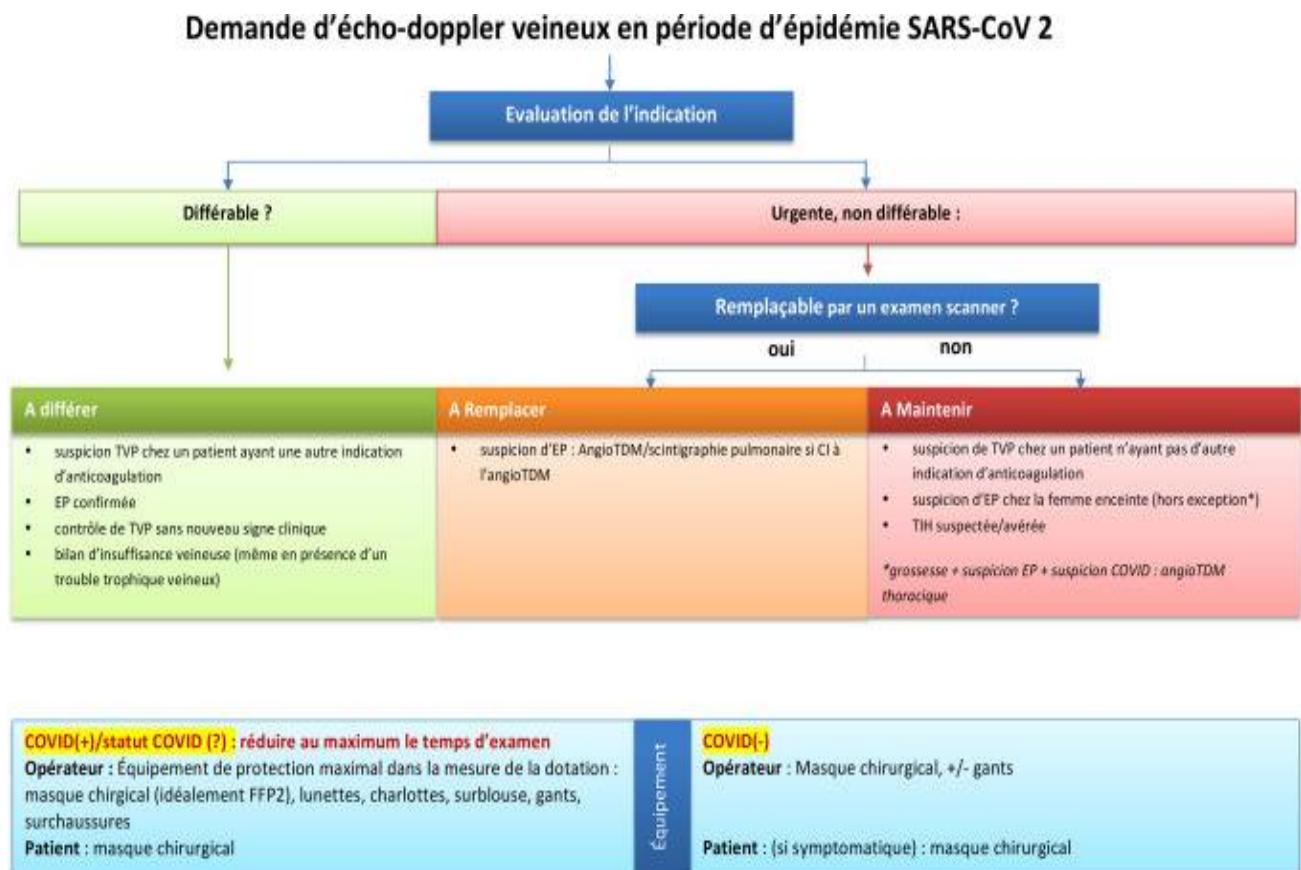 Demande d'écho-doppler veineux en période d'épidémie SARS-CoV 2
Evaluation de l'indication
Différable ?
Urgente, non différable :
Remplaçable par un examen scanner ?
oui
non
A différer
• suspicion TVP chez un patient ayant une autre indication
d'anticoagulation
• EP confirmée
• contrôle de TVP sans nouveau signe clinique
• bilan d'insuffisance veineuse (même en présence d'un
trouble trophique veineux)
A Remplacer
• suspicion d'EP : AngioTDM/scintigraphie pulmonaire si CI à
l'angioTDM
A Maintenir
• suspicion de TVP chez un patient n'ayant pas d'autre
indication d'anticoagulation
• suspicion d'EP chez la femme enceinte (hors exception*)
• TIH suspectée/avérée
*grossesse + suspicion EP + suspicion COVID : angioTDM
thoracique
COVID(+)/statut COVID (?) : réduire au maximum le temps d'examen
Opérateur : Équipement de protection maximal dans la mesure de la dotation :
masque chirgical (idéalement FFP2), lunettes, charlottes, surblouse, gants,
surchaussures
Patient : masque chirurgical
Équipement
COVID(-)
Opérateur : Masque chirurgical, +/- gants
Patient : (si symptomatique) : masque chirurgical